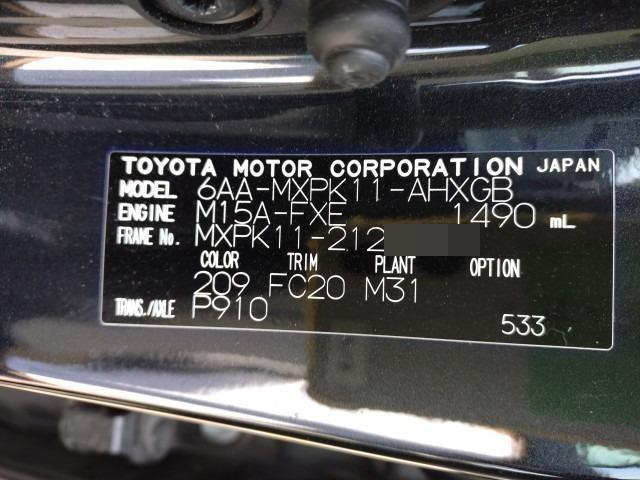 TOYOTA MOTOR CORPORATION JAPAN
MODEL 6AA-MXPK11-AHXGB
ENGINE M15A-FXE 1490 mL
FRAME No. MXPK11-212
COLOR TRIM PLANT OPTION
209 FC20 M31
TRANS./AXLE P910
533